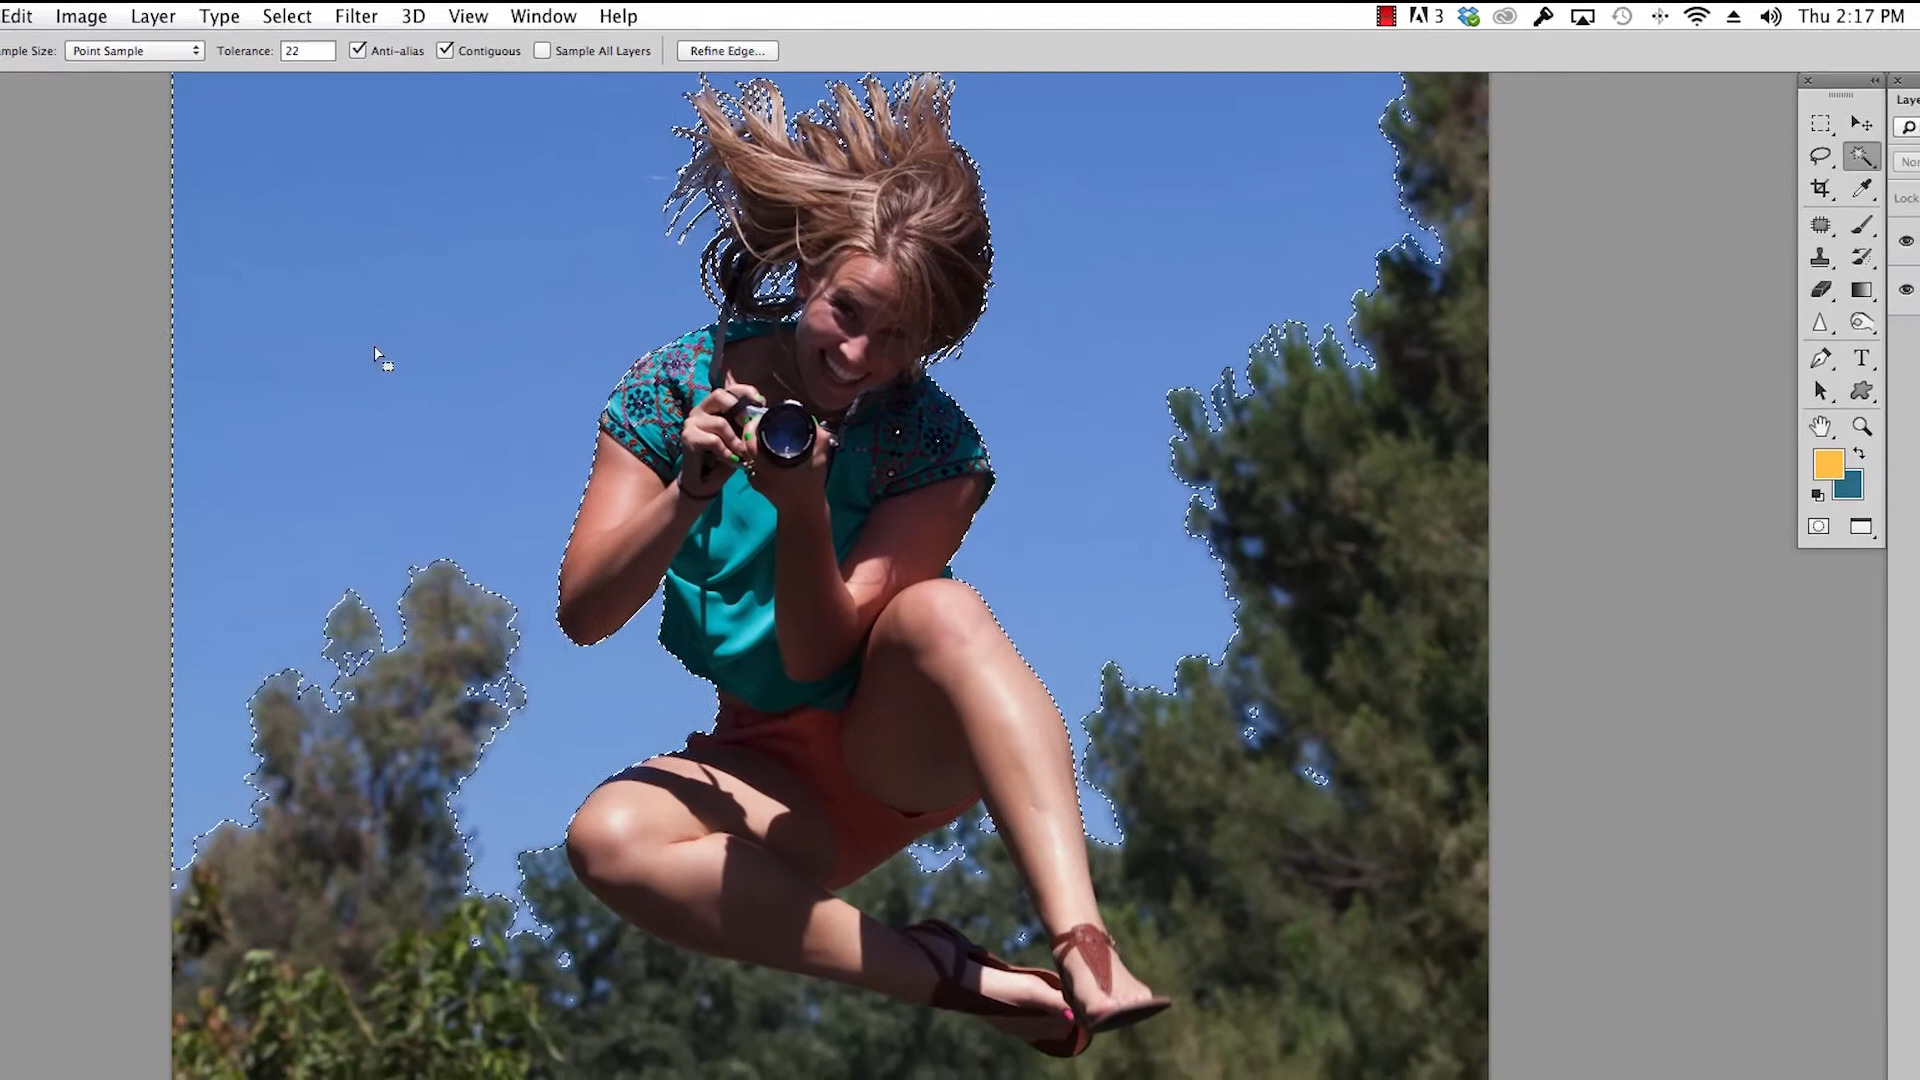 Edit Image Layer Type Select Filter 3D View Window Help 3 Thu 2:17 PM
mple Size: Point Sample Tolerance: 22 Anti-alias Contiguous Sample All Layers Refine Edge...
Laye
Nor
Lock
T